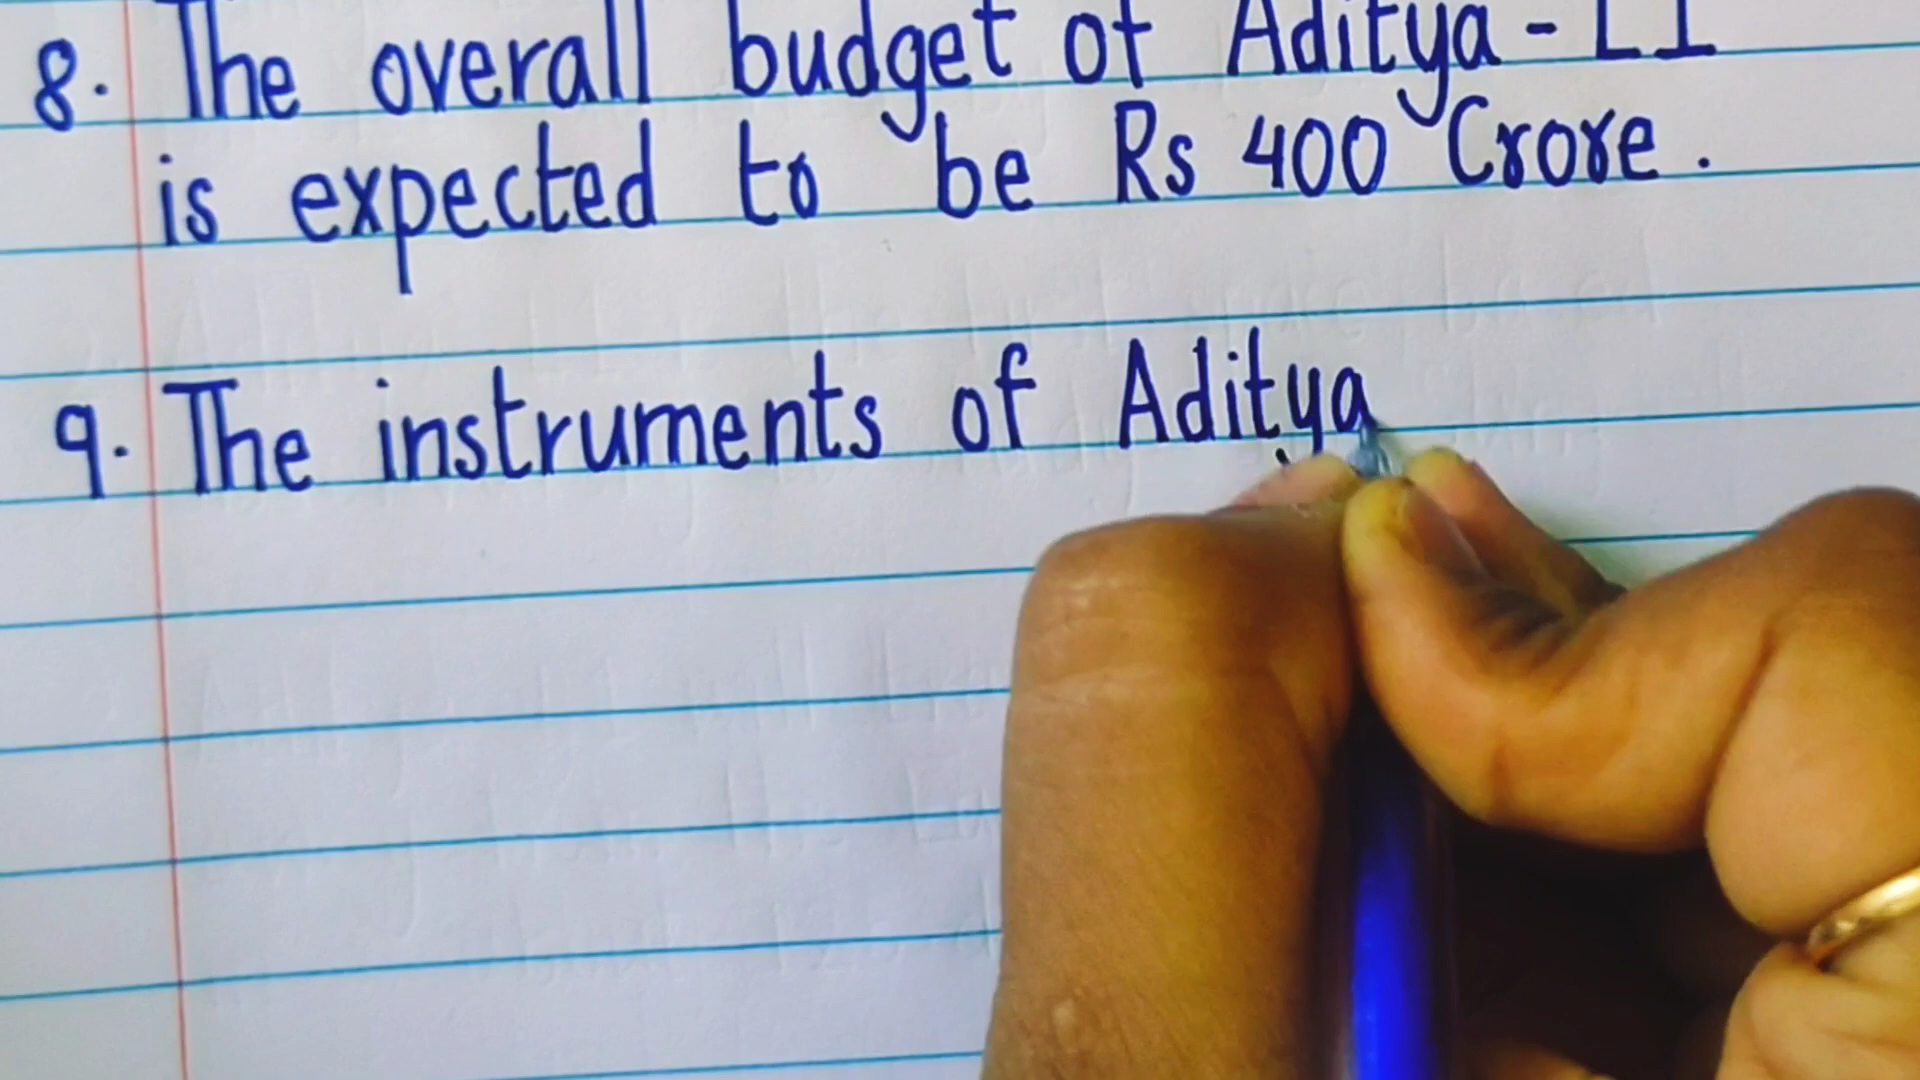 8. The overall budget of Aditya - L1
is expected to be Rs 400 Crore.
9. The instruments of Aditya